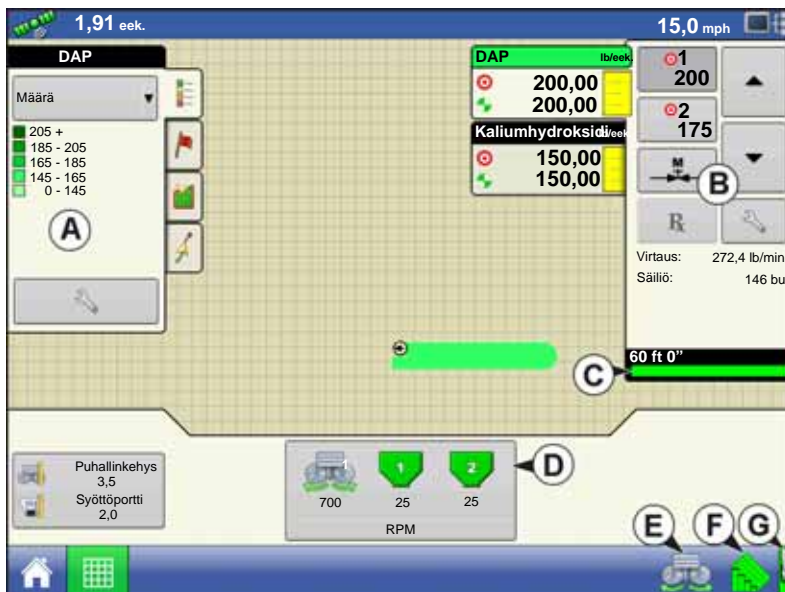 1,91 eek.
15,0 mph
DAP
Määrä
205 +
185 - 205
165 - 185
145 - 165
0 - 145
A
DAP lb/eek.
200,00
200,00
Kaliumhydroksidi
150,00
150,00
1
200
2
175
M
B
Rx
Virtaus: 272,4 lb/min
Säiliö: 146 bu
60 ft 0”
C
Puhallinkehys
3,5
Syöttöportti
2,0
1 2
700 25 25
RPM
D
E F G